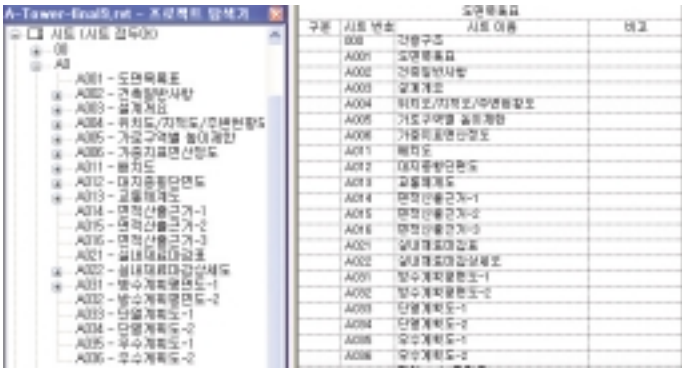 A-Tower-final9.rvt - 프로젝트 탐색기
시트 (시트 접두어)
00
A0
A001 - 도면목록표
A002 - 건축일반사항
A003 - 설계개요
A004 - 위치도/지적도/주변현황도
A005 - 가로구역별 높이제한
A006 - 가중지표면산정도
A011 - 배치도
A012 - 대지종횡단면도
A013 - 교통체계도
A014 - 면적산출근거-1
A015 - 면적산출근거-2
A016 - 면적산출근거-3
A021 - 실내재료마감표
A022 - 실내재료마감상세도
A031 - 방수계획평면도-1
A032 - 방수계획평면도-2
A033 - 단열계획도-1
A034 - 단열계획도-2
A035 - 우수계획도-1
A036 - 우수계획도-2
도면목록표
구분 시트 번호 시트 이름 비고
000 간풍구조
A001 도면목록표
A002 건축일반사항
A003 설계개요
A004 위치도/지적도/주변현황도
A005 가로구역별 높이제한
A006 가중지표면산정도
A011 배치도
A012 대지종횡단면도
A013 교통체계도
A014 면적산출근거-1
A015 면적산출근거-2
A016 면적산출근거-3
A021 실내재료마감표
A022 실내재료마감상세도
A031 방수계획평면도-1
A032 방수계획평면도-2
A033 단열계획도-1
A034 단열계획도-2
A035 우수계획도-1
A036 우수계획도-2